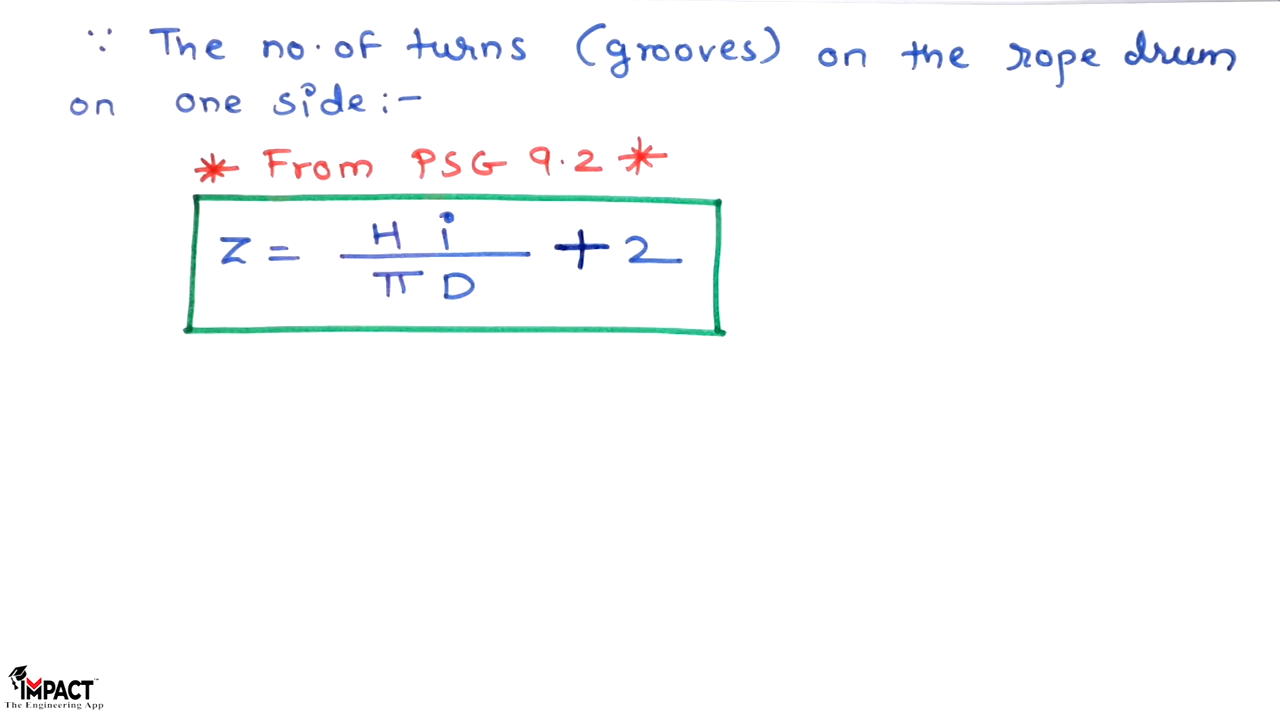 ∵ The no. of turns (grooves) on the rope drum
on one side :-
* From PSG 9.2 *
Z = H i / π D + 2
IMPACT
The Engineering App